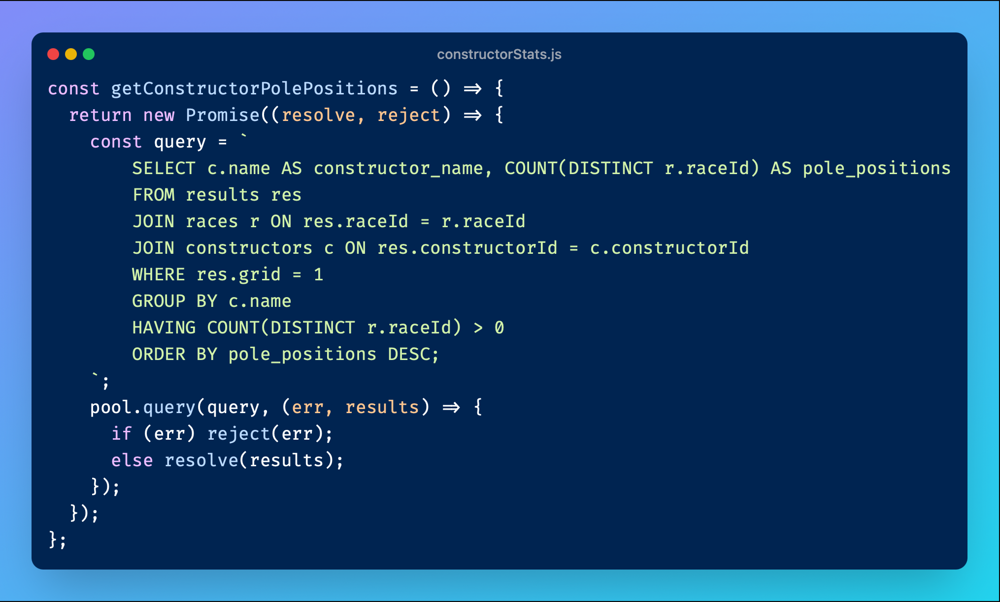 constructorStats.js
const getConstructorPolePositions = () => {
  return new Promise((resolve, reject) => {
    const query = `
        SELECT c.name AS constructor_name, COUNT(DISTINCT r.raceId) AS pole_positions
        FROM results res
        JOIN races r ON res.raceId = r.raceId
        JOIN constructors c ON res.constructorId = c.constructorId
        WHERE res.grid = 1
        GROUP BY c.name
        HAVING COUNT(DISTINCT r.raceId) > 0
        ORDER BY pole_positions DESC;
    `;
    pool.query(query, (err, results) => {
      if (err) reject(err);
      else resolve(results);
    });
  });
};